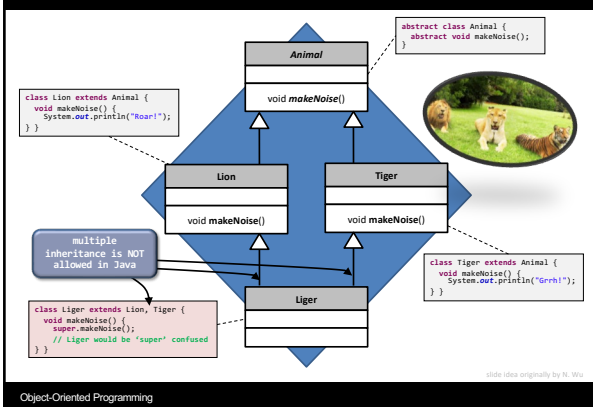 abstract class Animal {
abstract void makeNoise();
}
Animal
void makeNoise()
class Lion extends Animal {
void makeNoise() {
System.out.println("Roar!");
} }
Lion
void makeNoise()
Tiger
void makeNoise()
multiple
inheritance is NOT
allowed in Java
class Tiger extends Animal {
void makeNoise() {
System.out.println("Grrh!");
} }
class Liger extends Lion, Tiger {
void makeNoise() {
super.makeNoise();
// Liger would be ‘super’ confused
} }
Liger
slide idea originally by N. Wu
Object-Oriented Programming